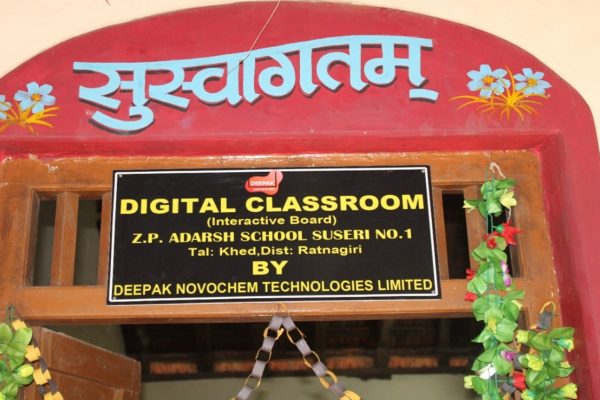 सुस्वागतम्
DEEPAK
DIGITAL CLASSROOM
(Interactive Board)
Z.P. ADARSH SCHOOL SUSERI NO.1
Tal: Khed,Dist: Ratnagiri
BY
DEEPAK NOVOCHEM TECHNOLOGIES LIMITED